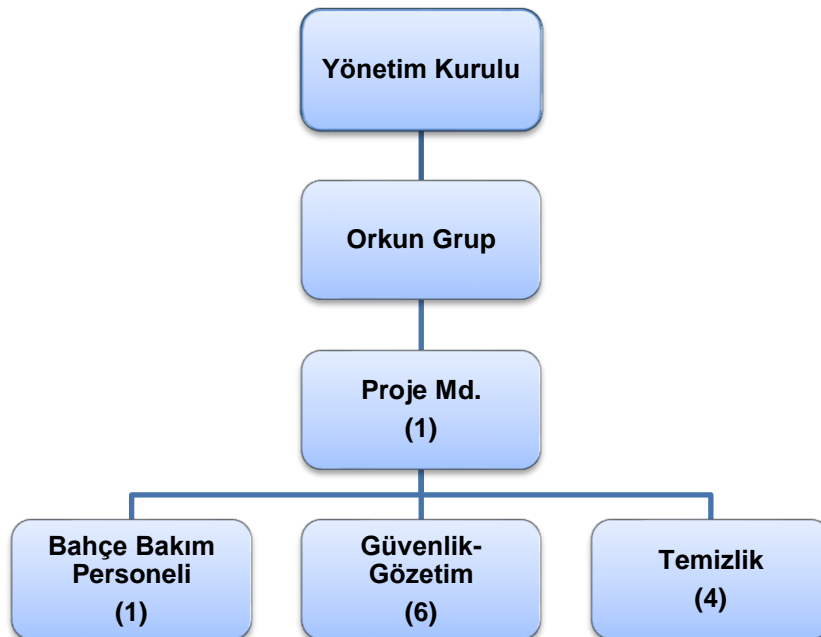 Yönetim Kurulu
Orkun Grup
Proje Md.
(1)
Bahçe Bakım
Personeli
(1)
Güvenlik-
Gözetim
(6)
Temizlik
(4)